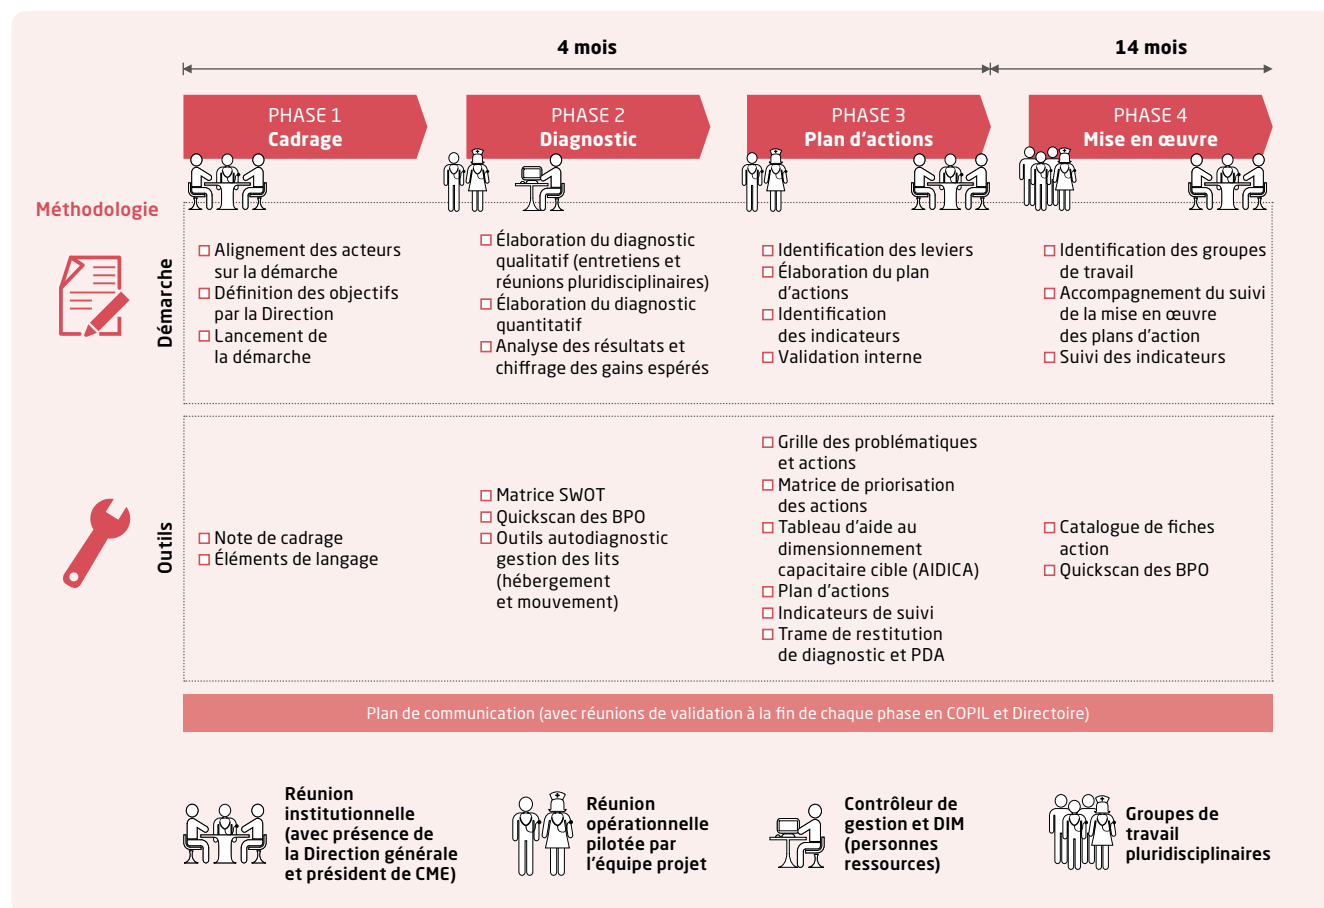 4 mois
14 mois
PHASE 1
Cadrage
PHASE 2
Diagnostic
PHASE 3
Plan d'actions
PHASE 4
Mise en œuvre
Méthodologie
Démarche
Alignement des acteurs
sur la démarche
Définition des objectifs
par la Direction
Lancement de
la démarche
Élaboration du diagnostic
qualitatif (entretiens et
réunions pluridisciplinaires)
Élaboration du diagnostic
quantitatif
Analyse des résultats et
chiffrage des gains espérés
Identification des leviers
Élaboration du plan
d'actions
Identification
des indicateurs
Validation interne
Identification des groupes
de travail
Accompagnement du suivi
de la mise en œuvre
des plans d'action
Suivi des indicateurs
Outils
Note de cadrage
Éléments de langage
Matrice SWOT
Quickscan des BPO
Outils autodiagnostic
gestion des lits
(hébergement
et mouvement)
Grille des problématiques
et actions
Matrice de priorisation
des actions
Tableau d'aide au
dimensionnement
capacitaire cible (AIDICA)
Plan d'actions
Indicateurs de suivi
Trame de restitution
de diagnostic et PDA
Catalogue de fiches
action
Quickscan des BPO
Plan de communication (avec réunions de validation à la fin de chaque phase en COPIL et Directoire)
Réunion
institutionnelle
(avec présence de
la Direction générale
et président de CME)
Réunion
opérationnelle
pilotée par
l'équipe projet
Contrôleur de
gestion et DIM
(personnes
ressources)
Groupes de
travail
pluridisciplinaires